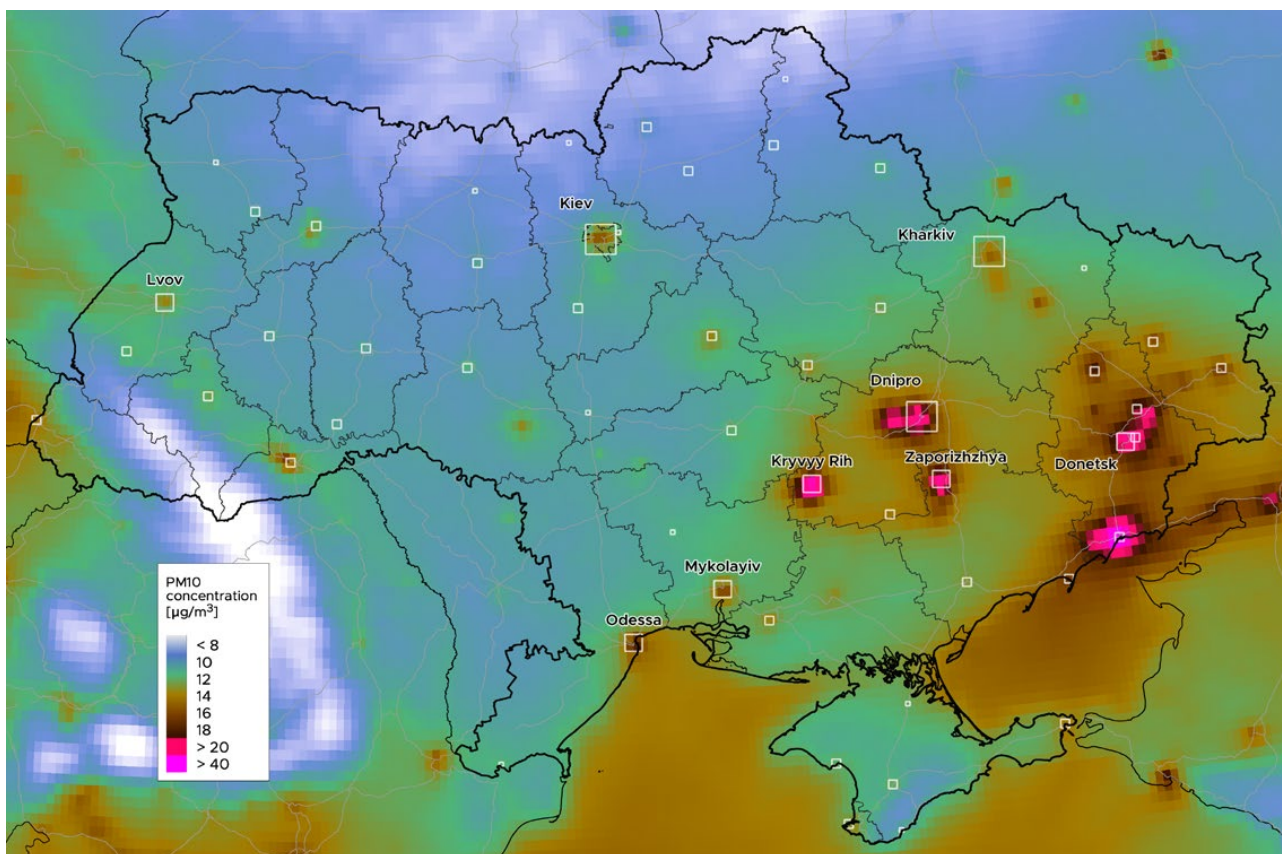 Kiev
Kharkiv
Lvov
Dnipro
Kryvyy Rih
Zaporizhzhya
Donetsk
Mykolayiv
Odessa
PM10
concentration
[µg/m³]
< 8
10
12
14
16
18
> 20
> 40